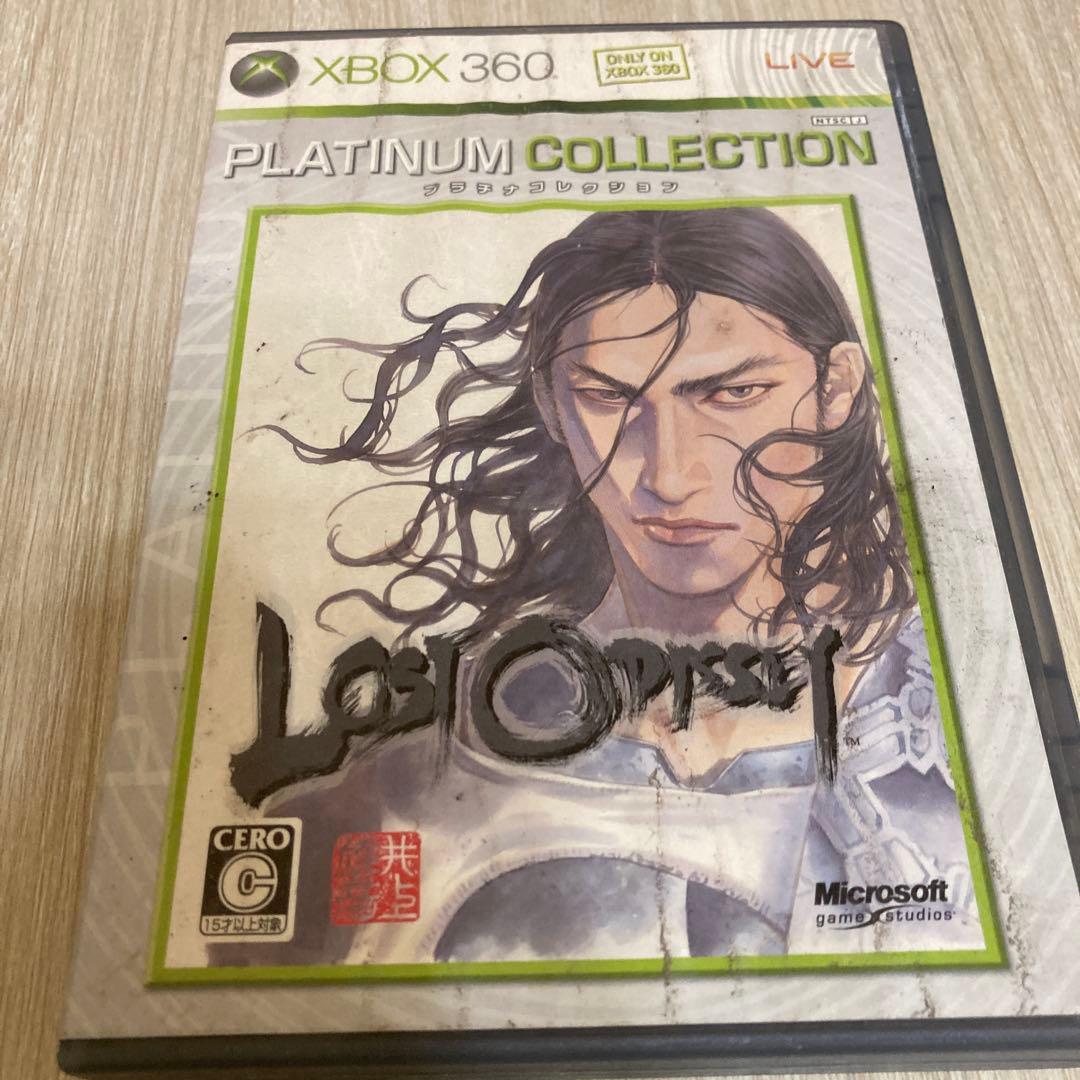 XBOX 360
ONLY ON
XBOX 360
LIVE
NTSC J
PLATINUM COLLECTION
プラチナコレクション
PLATINUM
LOST ODYSSEY
TM
CERO
C
15才以上対象
井上
Microsoft
game studios